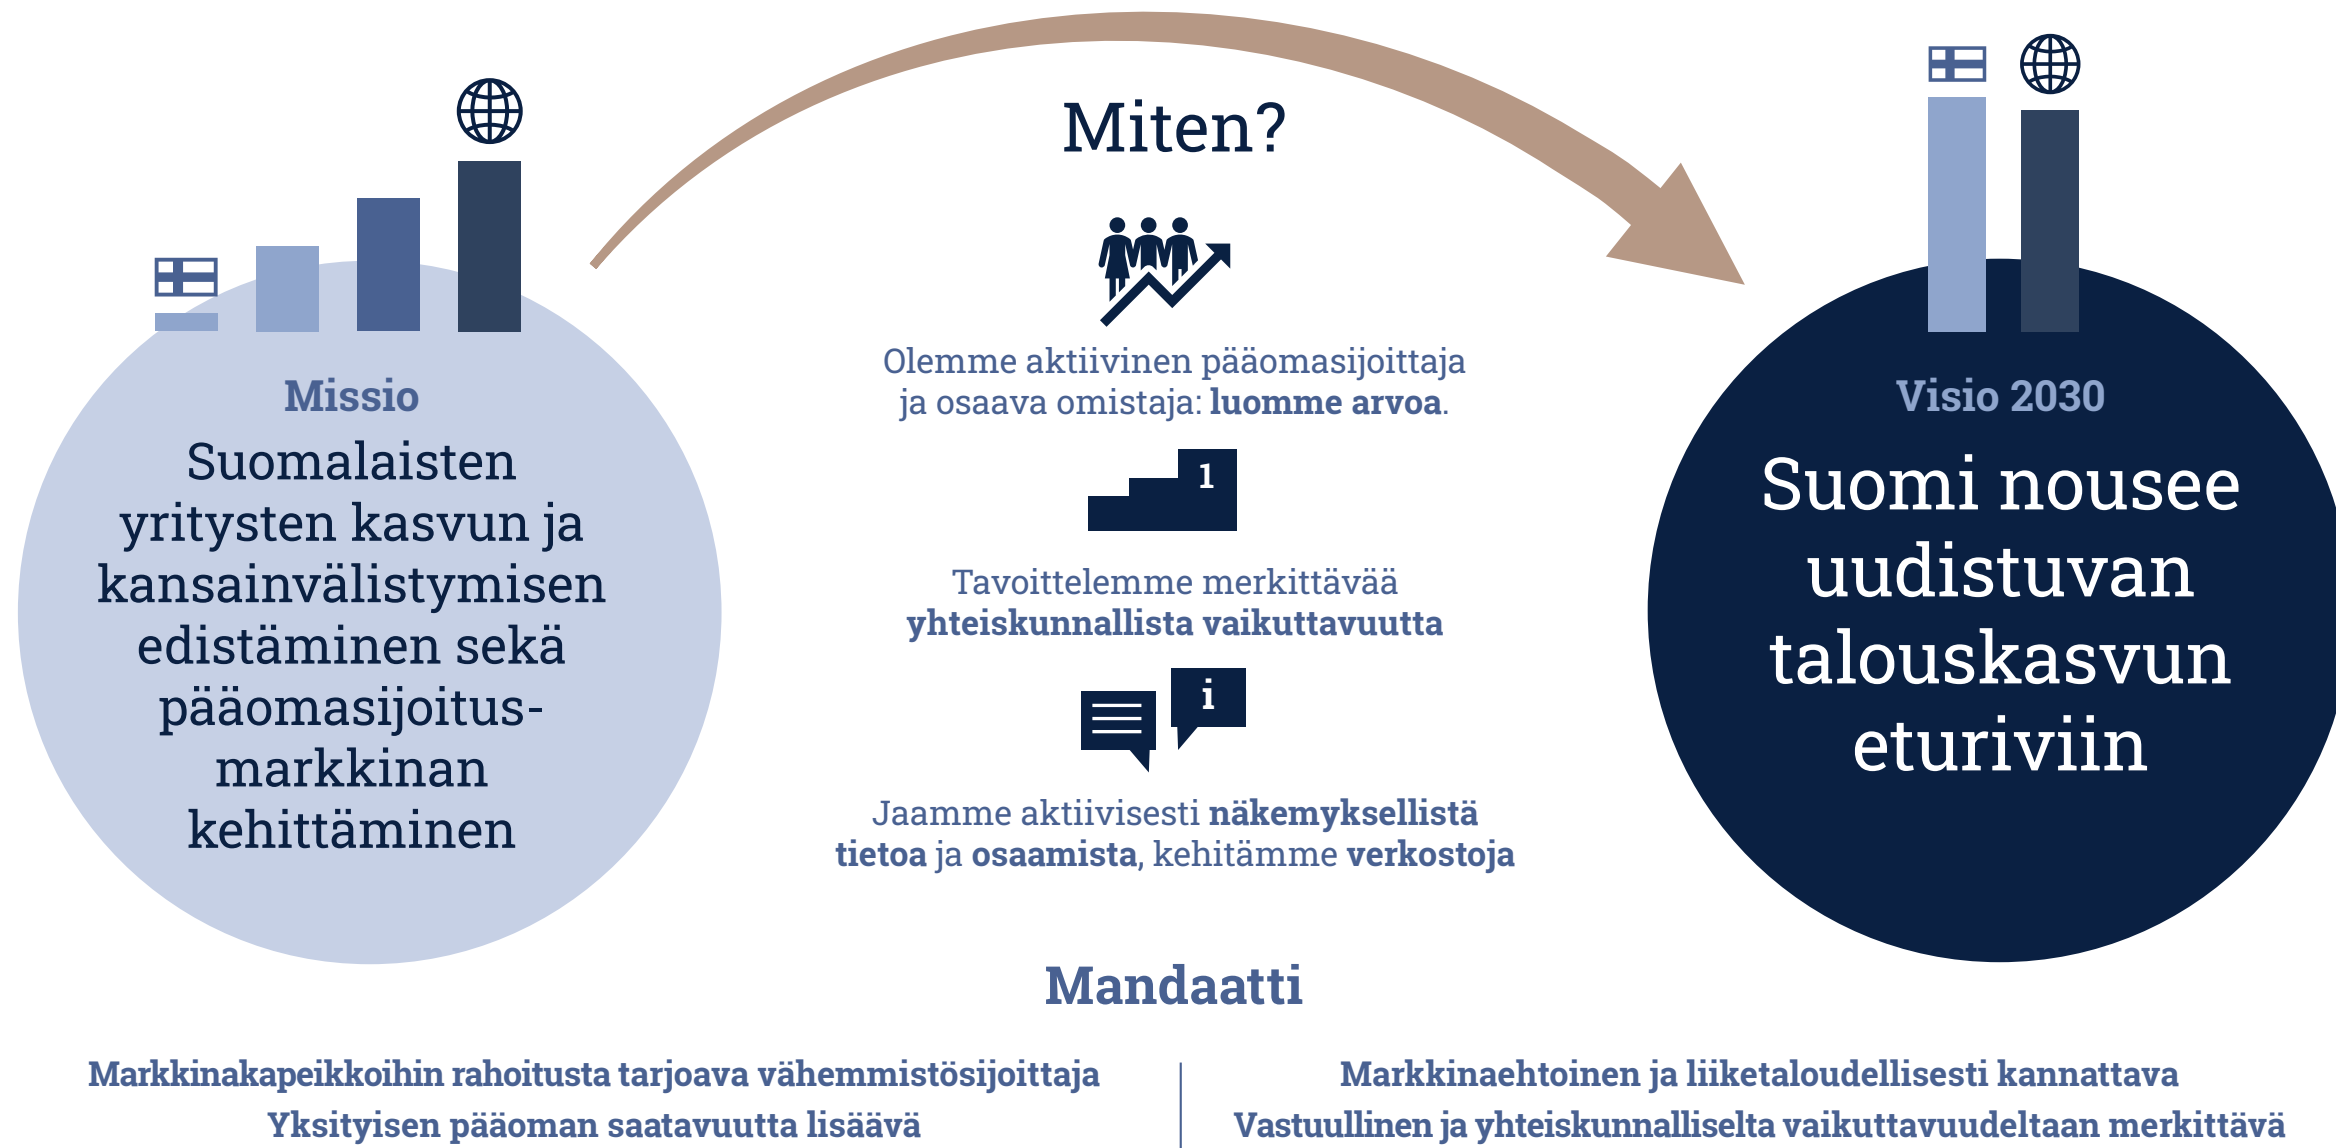 Missio
Suomalaisten
yritysten kasvun ja
kansainvälistymisen
edistäminen sekä
pääomasijoitus-
markkinan
kehittäminen
Miten?
Olemme aktiivinen pääomasijoittaja
ja osaava omistaja: luomme arvoa.
1
Tavoittelemme merkittävää
yhteiskunnallista vaikuttavuutta
i
Jaamme aktiivisesti näkemyksellistä
tietoa ja osaamista, kehitämme verkostoja
Visio 2030
Suomi nousee
uudistuvan
talouskasvun
eturiviin
Mandaatti
Markkinakapeikkoihin rahoitusta tarjoava vähemmistösijoittaja
Yksityisen pääoman saatavuutta lisäävä
Markkinaehtoinen ja liiketaloudellisesti kannattava
Vastuullinen ja yhteiskunnalliselta vaikuttavuudeltaan merkittävä